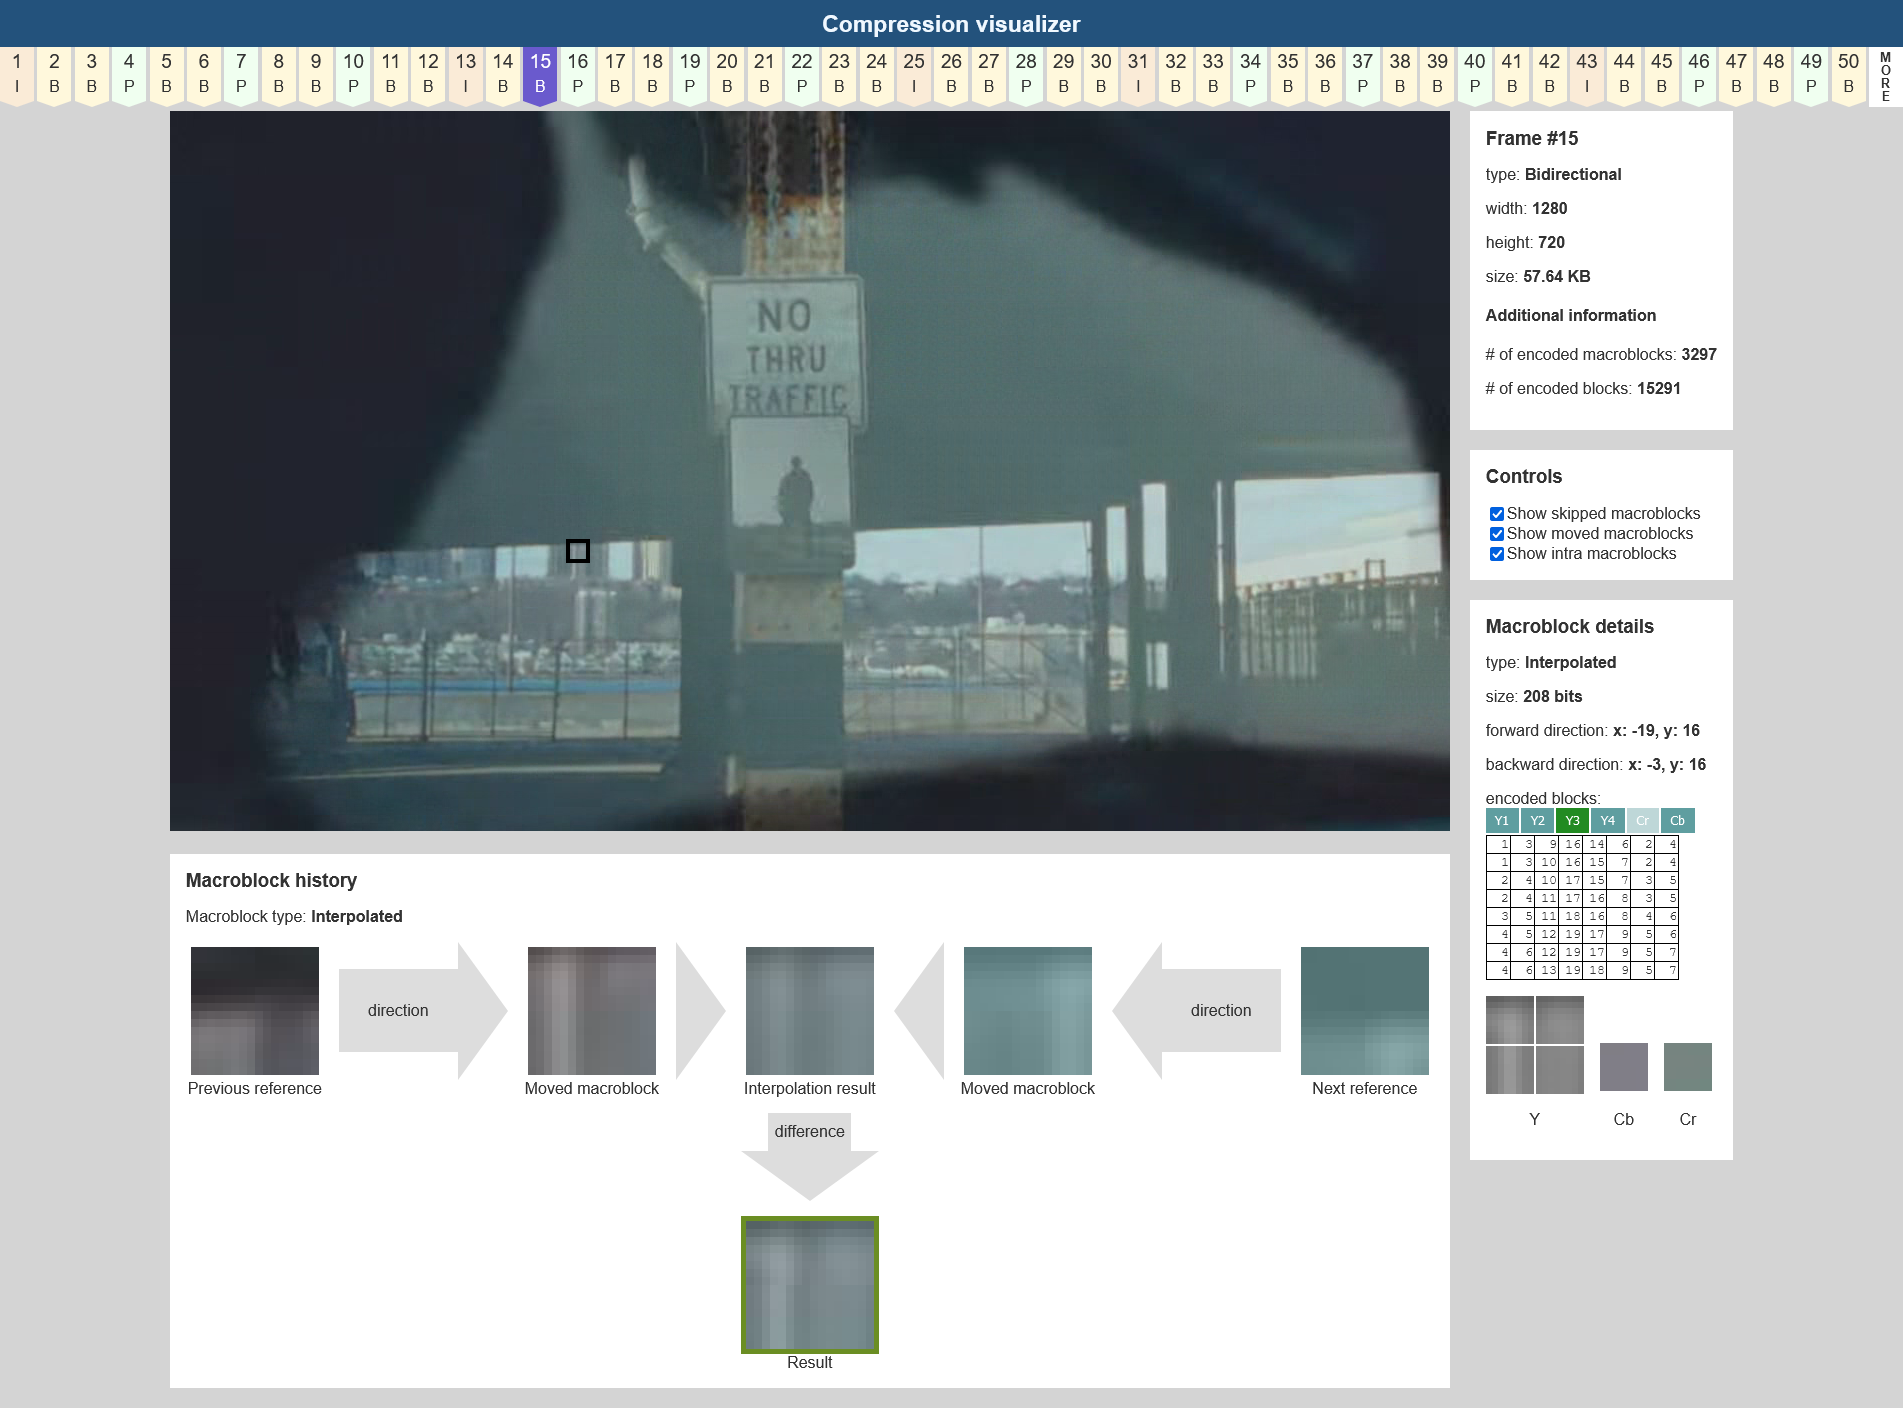 Compression visualizer
1 2 3 4 5 6 7 8 9 10 11 12 13 14 15 16 17 18 19 20 21 22 23 24 25 26 27 28 29 30 31 32 33 34 35 36 37 38 39 40 41 42 43 44 45 46 47 48 49 50 MORE
I B B P B B P B B P B B I B B P B B P B B P B B I B B P B B I B B P B B P B B P B B I B B P B B P B
NO
THRU
TRAFFIC
Frame #15
type: Bidirectional
width: 1280
height: 720
size: 57.64 KB
Additional information
# of encoded macroblocks: 3297
# of encoded blocks: 15291
Controls
Show skipped macroblocks
Show moved macroblocks
Show intra macroblocks
Macroblock details
type: Interpolated
size: 208 bits
forward direction: x: -19, y: 16
backward direction: x: -3, y: 16
encoded blocks:
Y1 Y2 Y3 Y4 Cr Cb
1 3 9 16 14 6 2 4
1 3 10 16 15 7 2 4
2 4 10 17 15 7 3 5
2 4 11 17 16 8 3 5
3 5 11 18 16 8 4 6
4 5 12 19 17 9 5 6
4 6 12 19 17 9 5 7
4 6 13 19 18 9 5 7
Y Cb Cr
Macroblock history
Macroblock type: Interpolated
direction direction
Previous reference Moved macroblock Interpolation result Moved macroblock Next reference
difference
Result